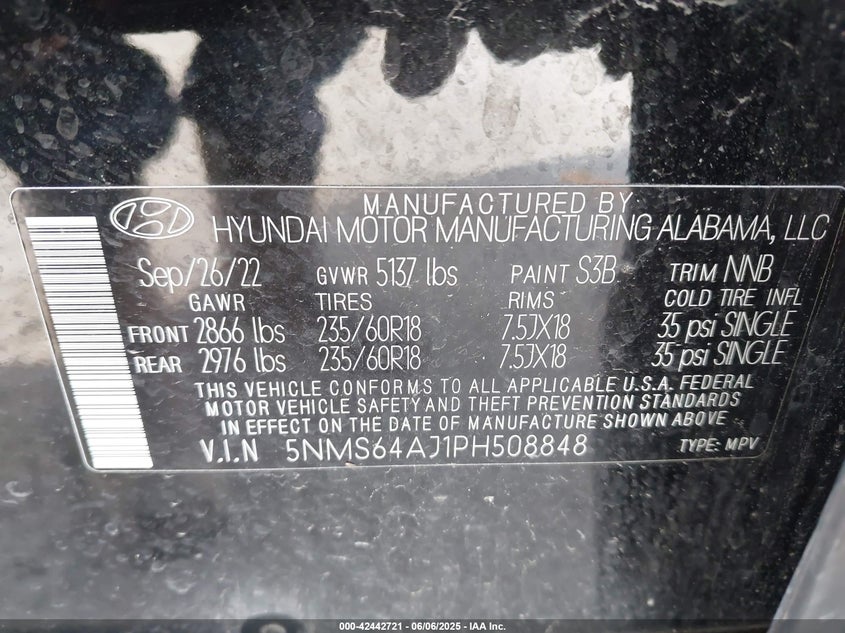 MANUFACTURED BY
HYUNDAI MOTOR MANUFACTURING ALABAMA, LLC
Sep/26/22 GVWR 5137 lbs PAINT S3B TRIM NNB
GAWR TIRES RIMS COLD TIRE INFL
FRONT 2866 lbs 235/60R18 7.5JX18 35 psi SINGLE
REAR 2976 lbs 235/60R18 7.5JX18 35 psi SINGLE
THIS VEHICLE CONFORMS TO ALL APPLICABLE U.S.A. FEDERAL
MOTOR VEHICLE SAFETY AND THEFT PREVENTION STANDARDS
IN EFFECT ON THE DATE OF MANUFACTURE SHOWN ABOVE
V.I.N 5NMS64AJ1PH508848 TYPE: MPV
000-42442721 - 06/06/2025 - IAA Inc.